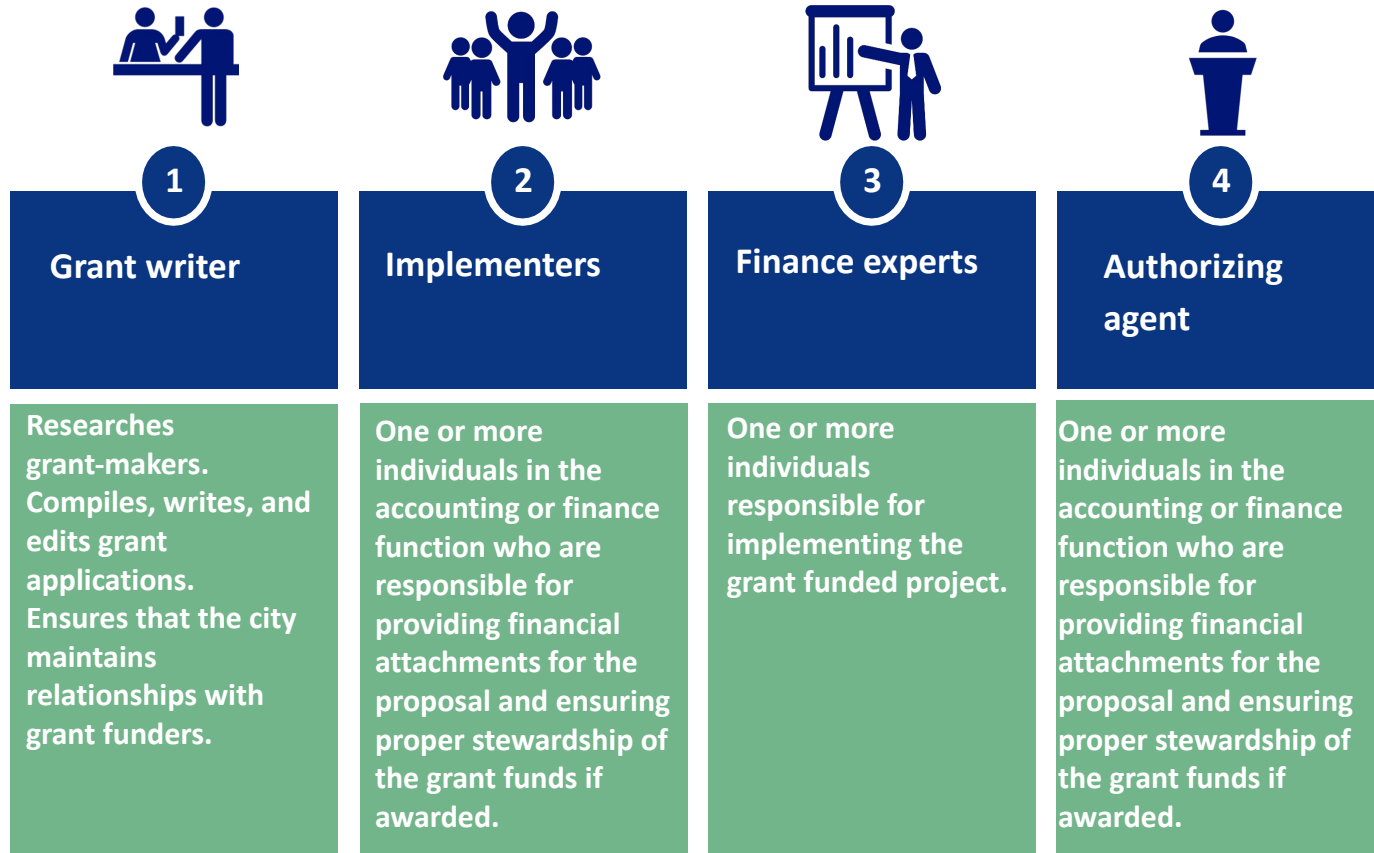 1
Grant writer
Researches
grant-makers.
Compiles, writes, and
edits grant
applications.
Ensures that the city
maintains
relationships with
grant funders.
2
Implementers
One or more
individuals in the
accounting or finance
function who are
responsible for
providing financial
attachments for the
proposal and ensuring
proper stewardship of
the grant funds if
awarded.
3
Finance experts
One or more
individuals
responsible for
implementing the
grant funded project.
4
Authorizing
agent
One or more
individuals in the
accounting or finance
function who are
responsible for
providing financial
attachments for the
proposal and ensuring
proper stewardship of
the grant funds if
awarded.